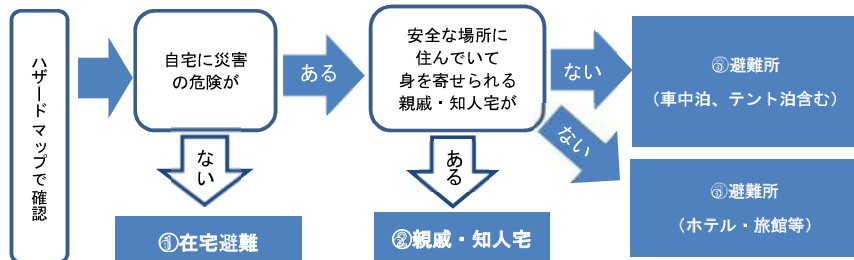 ハザードマップで確認
自宅に災害
の危険が
ある
ない
①在宅避難
安全な場所に
住んでいて
身を寄せられる
親戚・知人宅が
ある
②親戚・知人宅
ない
③避難所
（車中泊、テント泊含む）
ない
③避難所
（ホテル・旅館等）